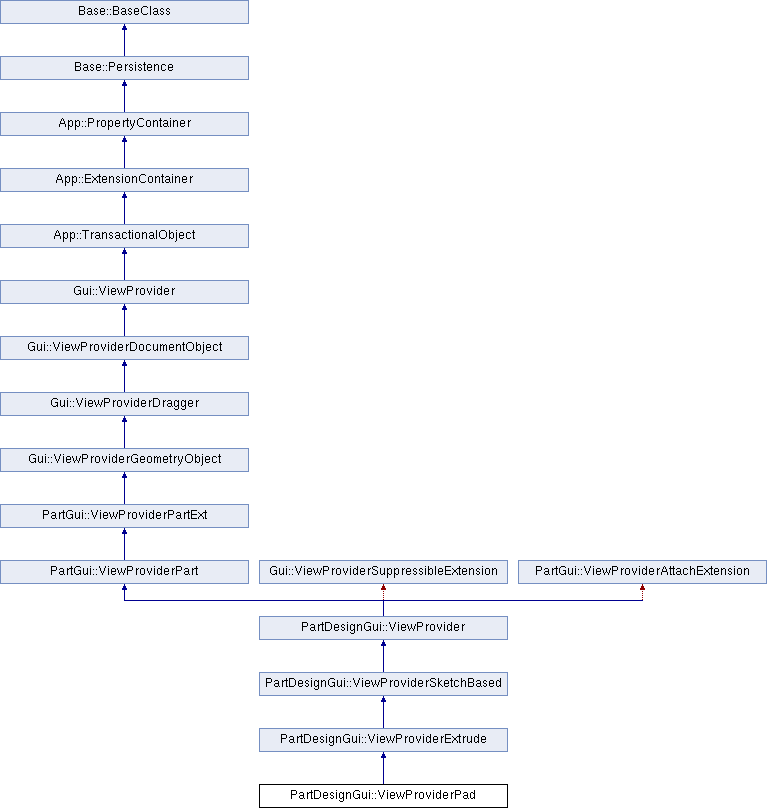 Base::BaseClass
Base::Persistence
App::PropertyContainer
App::ExtensionContainer
App::TransactionalObject
Gui::ViewProvider
Gui::ViewProviderDocumentObject
Gui::ViewProviderDragger
Gui::ViewProviderGeometryObject
PartGui::ViewProviderPartExt
PartGui::ViewProviderPart
Gui::ViewProviderSuppressibleExtension
PartGui::ViewProviderAttachExtension
PartDesignGui::ViewProvider
PartDesignGui::ViewProviderSketchBased
PartDesignGui::ViewProviderExtrude
PartDesignGui::ViewProviderPad